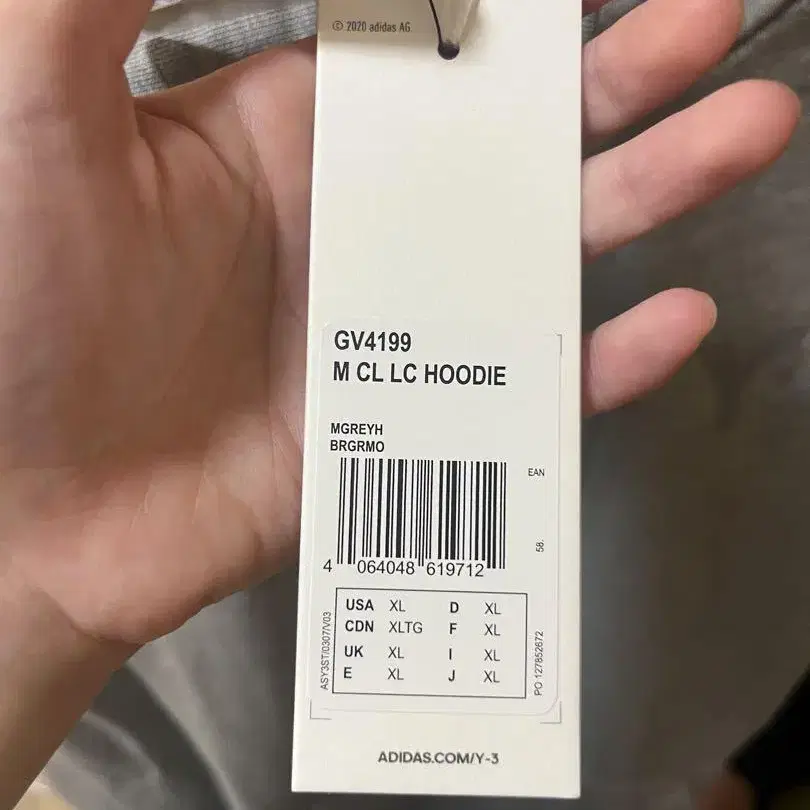 © 2020 adidas AG
GV4199
M CL LC HOODIE
MGREYH
BRGRMO
EAN
58.
4 064048 619712
USA XL D XL
CDN XLTG F XL
UK XL I XL
E XL J XL
ASY3ST/0307/V03
PO 127852672
ADIDAS.COM/Y-3